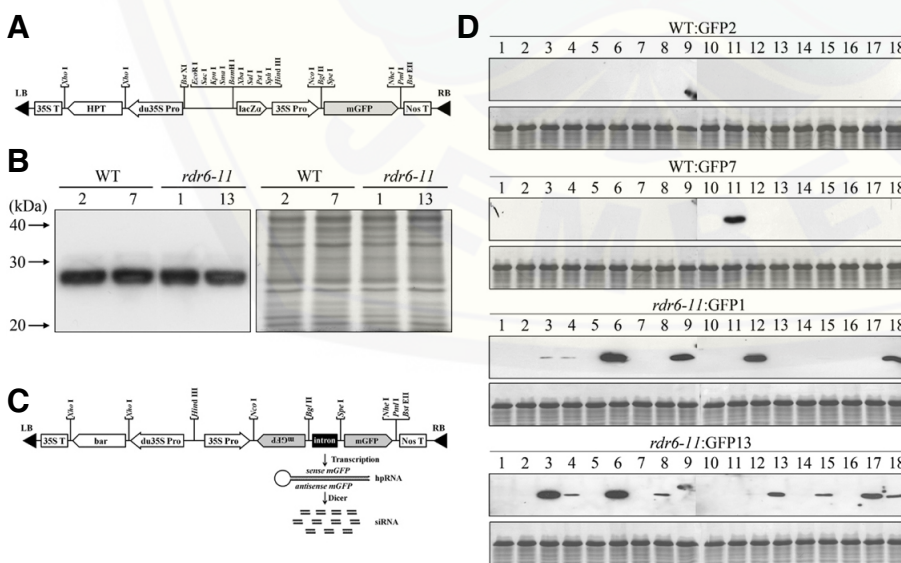 A
Xho I
Xho I
Bst XI
EcoR I
Sac I
Kpn I
Sma I
BamH I
Xba I
Sal I
Pst I
Sph I
Hind III
Nco I
Bgl II
Spe I
Nhe I
Pml I
Bst EII
LB
RB
35S T
HPT
du35S Pro
lacZα
35S Pro
mGFP
Nos T
B
WT rdr6-11 WT rdr6-11
2 7 1 13 2 7 1 13
(kDa)
40
30
20
C
Xho I
Xho I
Hind III
Nco I
Bgl II
Spe I
Nhe I
Pml I
Bst EII
LB
RB
35S T
bar
du35S Pro
35S Pro
mGFP
intron
mGFP
Nos T
Transcription
sense mGFP
hpRNA
antisense mGFP
Dicer
siRNA
D
WT:GFP2
1 2 3 4 5 6 7 8 9 10 11 12 13 14 15 16 17 18
WT:GFP7
1 2 3 4 5 6 7 8 9 10 11 12 13 14 15 16 17 18
rdr6-11:GFP1
1 2 3 4 5 6 7 8 9 10 11 12 13 14 15 16 17 18
rdr6-11:GFP13
1 2 3 4 5 6 7 8 9 10 11 12 13 14 15 16 17 18